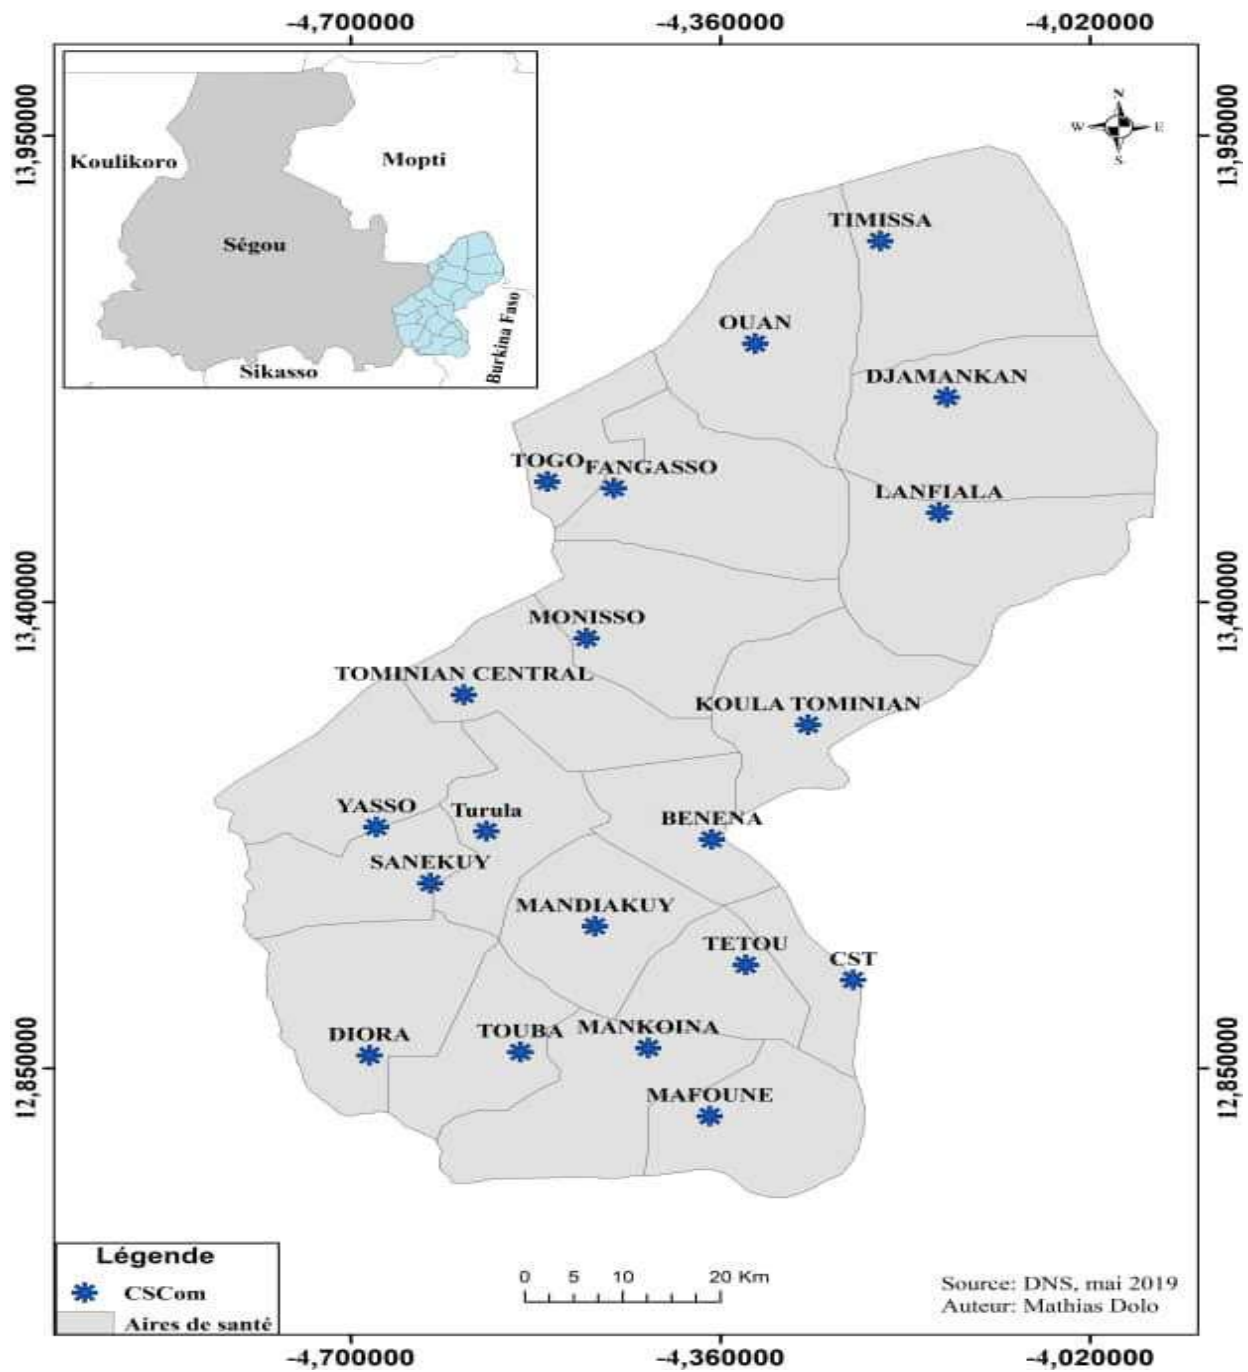 -4,700000 -4,360000 -4,020000
13,950000
13,950000
N
W E
S
Koulikoro
Mopti
Ségou
Burkina Faso
Sikasso
TIMISSA
OUAN
DJAMANKAN
TOGO
FANGASSO
LANFIALA
13,400000
13,400000
MONISSO
TOMINIAN CENTRAL
KOULA TOMINIAN
YASSO
Turula
BENENA
SANEKUY
MANDIAKUY
TETOU
CST
DIORA
TOUBA
MANKOINA
12,850000
12,850000
MAFOUNE
Légende
CSCom
Aires de santé
0 5 10 20 Km
Source: DNS, mai 2019
Auteur: Mathias Dolo
-4,700000 -4,360000 -4,020000